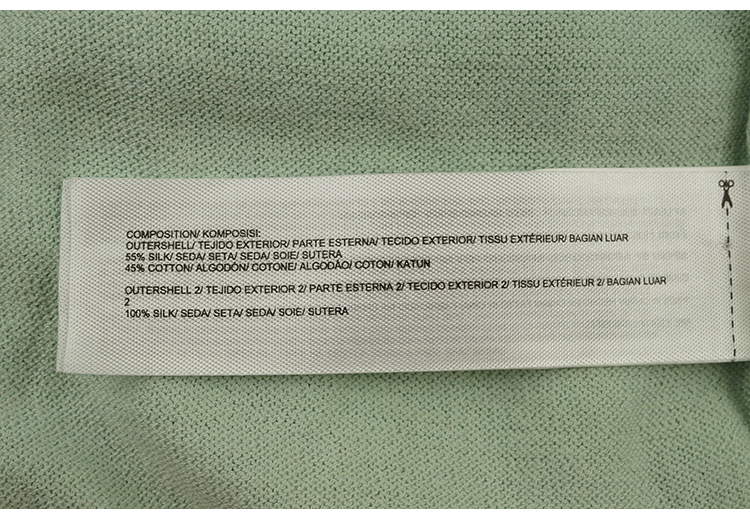 COMPOSITION/ KOMPOSISI:
OUTERSHELL/ TEJIDO EXTERIOR/ PARTE ESTERNA/ TECIDO EXTERIOR/ TISSU EXTÉRIEUR/ BAGIAN LUAR
55% SILK/ SEDA/ SETA/ SEDA/ SOIE/ SUTERA
45% COTTON/ ALGODÓN/ COTONE/ ALGODÃO/ COTON/ KATUN
OUTERSHELL 2/ TEJIDO EXTERIOR 2/ PARTE ESTERNA 2/ TECIDO EXTERIOR 2/ TISSU EXTÉRIEUR 2/ BAGIAN LUAR
2
100% SILK/ SEDA/ SETA/ SEDA/ SOIE/ SUTERA